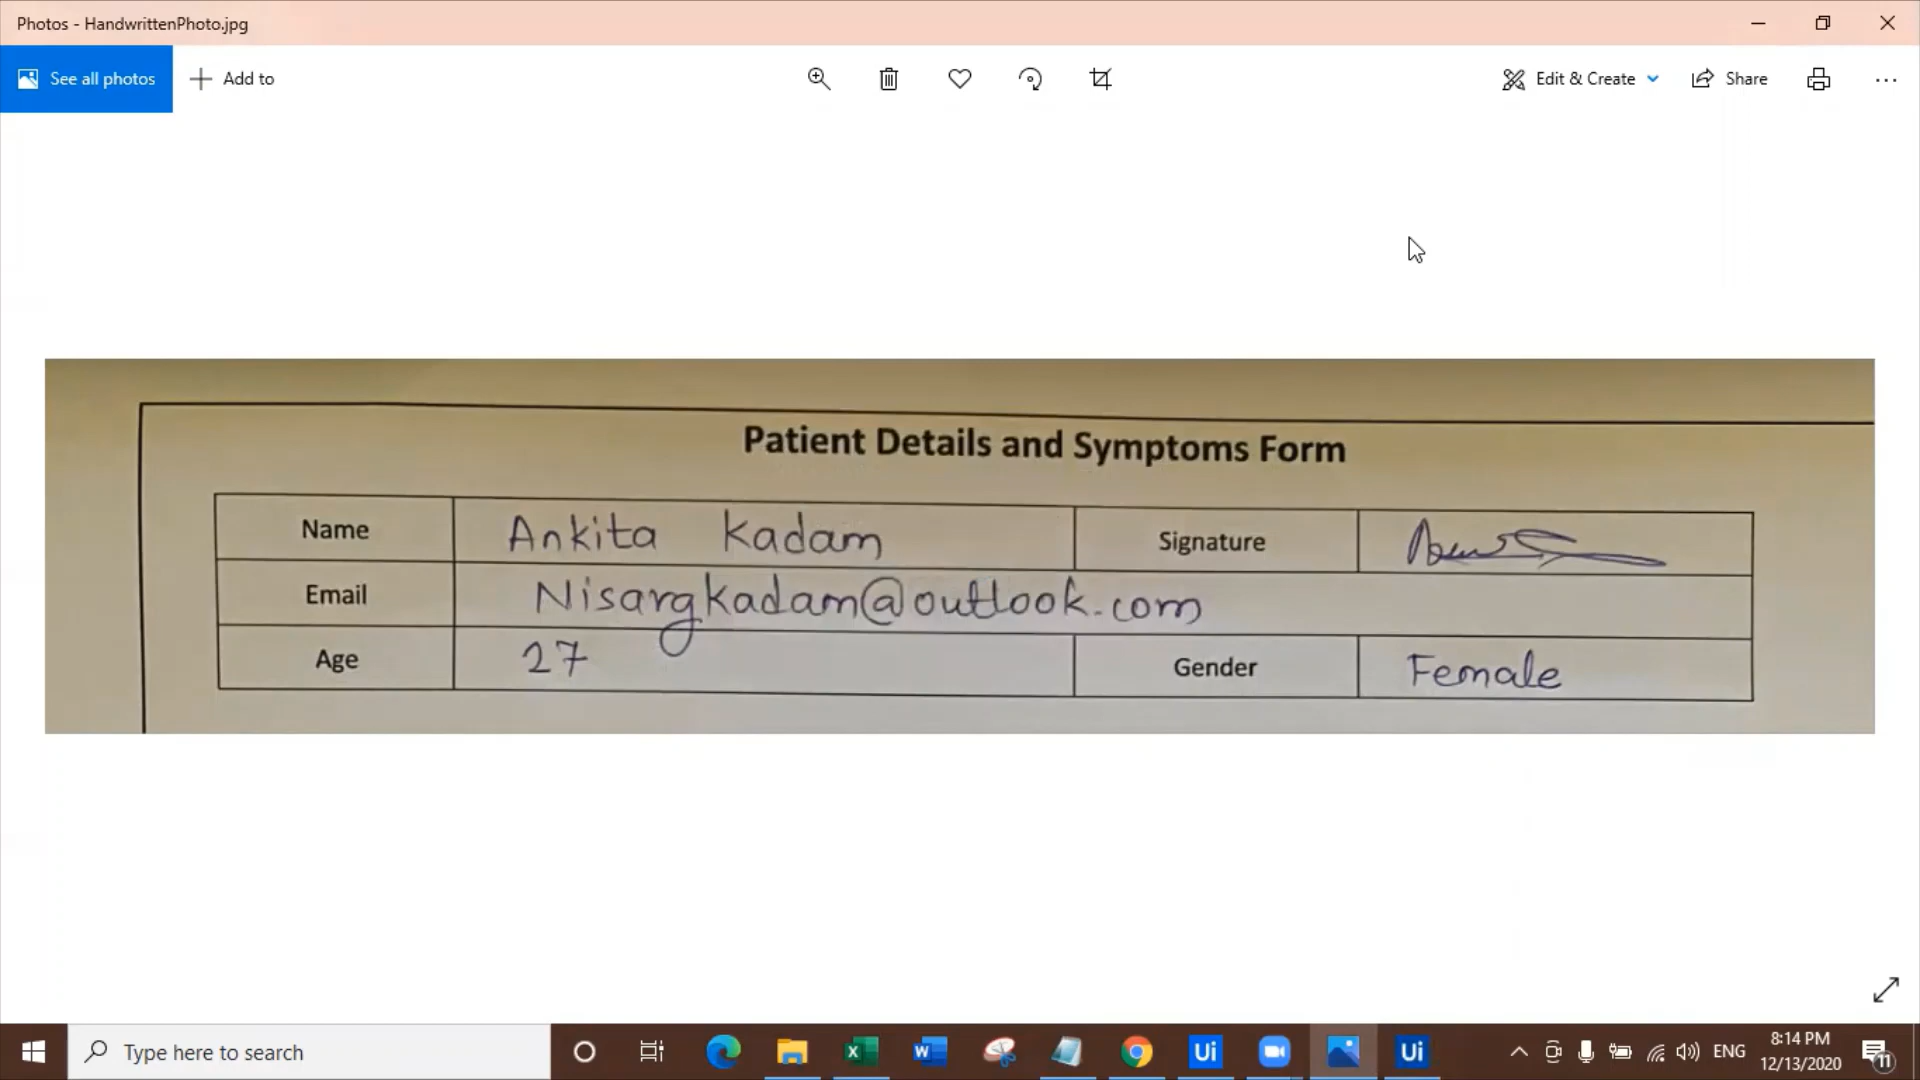 Photos - HandwrittenPhoto.jpg
See all photos
Add to
Edit & Create
Share
Patient Details and Symptoms Form
Name Ankita Kadam Signature
Email Nisargkadam@outlook.com
Age 27 Gender Female
Type here to search
ENG
8:14 PM
12/13/2020
11